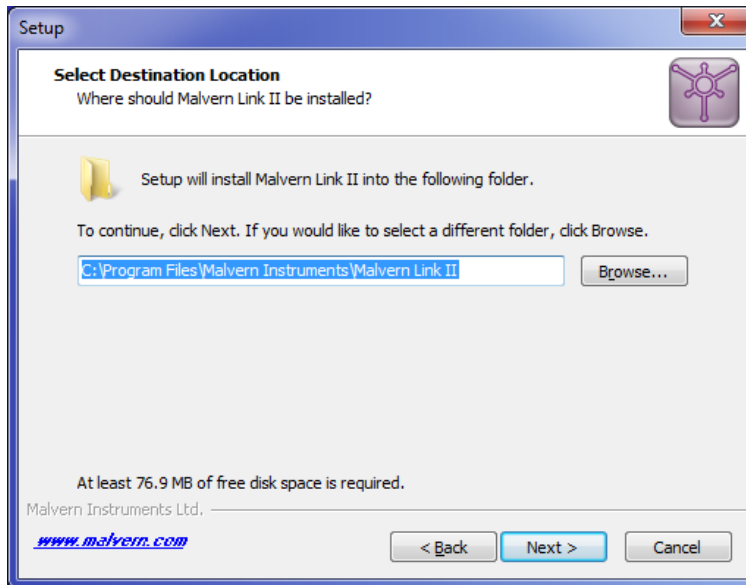 Setup
Select Destination Location
Where should Malvern Link II be installed?
Setup will install Malvern Link II into the following folder.
To continue, click Next. If you would like to select a different folder, click Browse.
C:\Program Files\Malvern Instruments\Malvern Link II
Browse...
At least 76.9 MB of free disk space is required.
Malvern Instruments Ltd.
www.malvern.com
< Back
Next >
Cancel